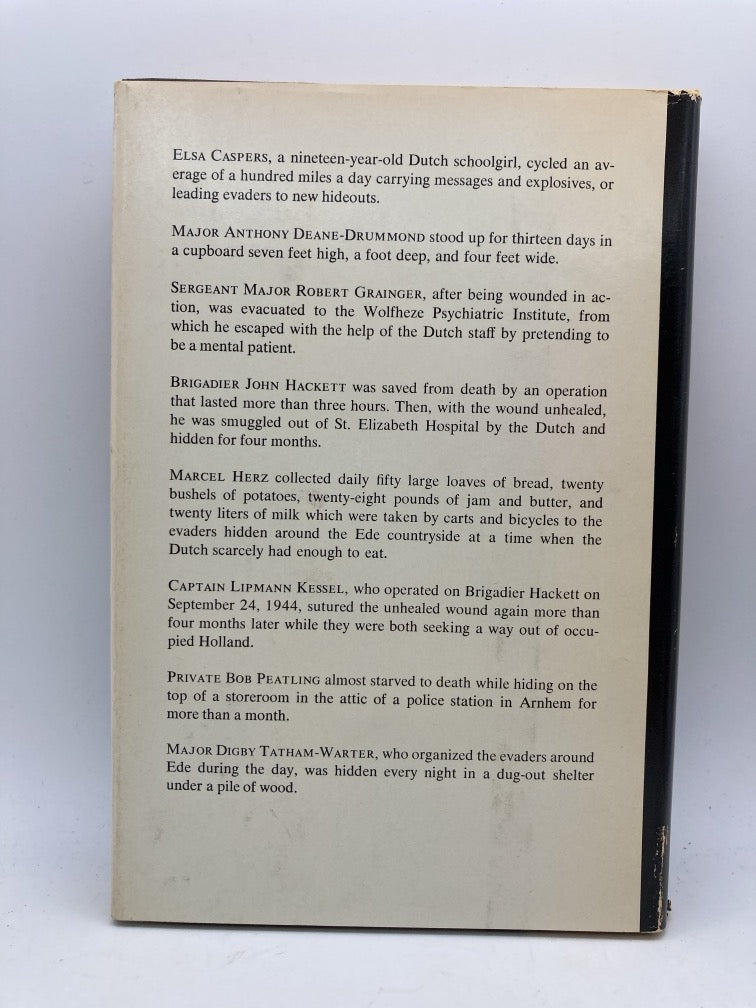 ELSA CASPERS, a nineteen-year-old Dutch schoolgirl, cycled an av-
erage of a hundred miles a day carrying messages and explosives, or
leading evaders to new hideouts.
MAJOR ANTHONY DEANE-DRUMMOND stood up for thirteen days in
a cupboard seven feet high, a foot deep, and four feet wide.
SERGEANT MAJOR ROBERT GRAINGER, after being wounded in ac-
tion, was evacuated to the Wolfheze Psychiatric Institute, from
which he escaped with the help of the Dutch staff by pretending to
be a mental patient.
BRIGADIER JOHN HACKETT was saved from death by an operation
that lasted more than three hours. Then, with the wound unhealed,
he was smuggled out of St. Elizabeth Hospital by the Dutch and
hidden for four months.
MARCEL HERZ collected daily fifty large loaves of bread, twenty
bushels of potatoes, twenty-eight pounds of jam and butter, and
twenty liters of milk which were taken by carts and bicycles to the
evaders hidden around the Ede countryside at a time when the
Dutch scarcely had enough to eat.
CAPTAIN LIPMANN KESSEL, who operated on Brigadier Hackett on
September 24, 1944, sutured the unhealed wound again more than
four months later while they were both seeking a way out of occu-
pied Holland.
PRIVATE BOB PEATLING almost starved to death while hiding on the
top of a storeroom in the attic of a police station in Arnhem for
more than a month.
MAJOR DIGBY TATHAM-WARTER, who organized the evaders around
Ede during the day, was hidden every night in a dug-out shelter
under a pile of wood.